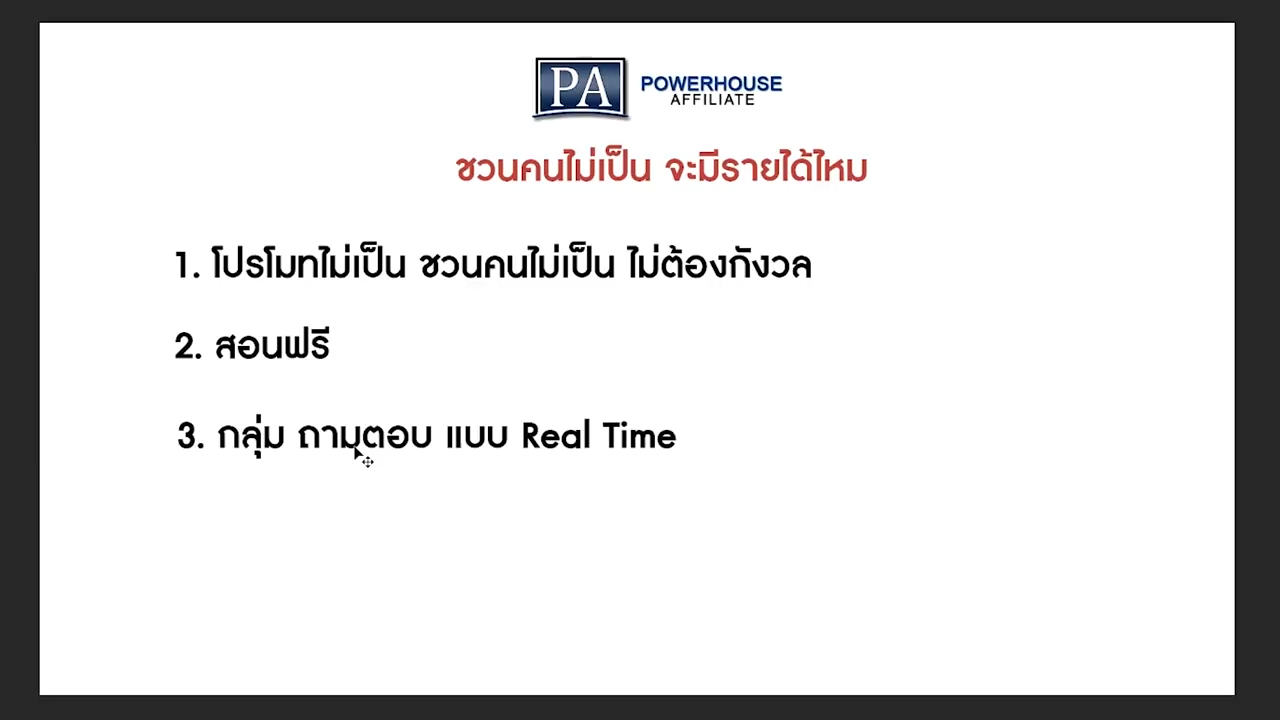 PA POWERHOUSE
AFFILIATE
ชวนคนไม่เป็น จะมีรายได้ไหม
1. โปรโมทไม่เป็น ชวนคนไม่เป็น ไม่ต้องกังวล
2. สอนฟรี
3. กลุ่ม ถามตอบ แบบ Real Time